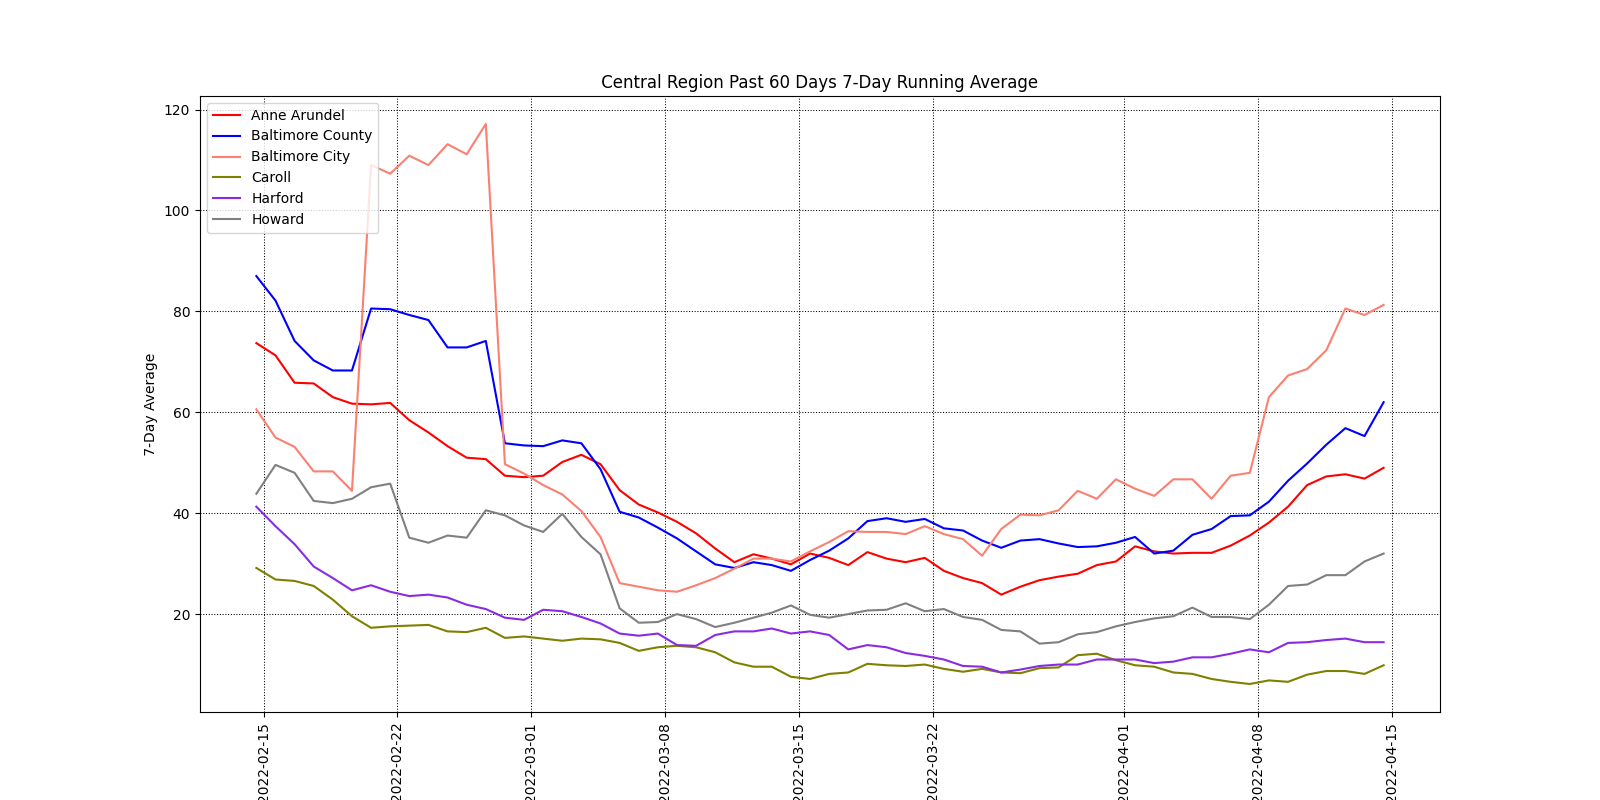 Central Region Past 60 Days 7-Day Running Average
120
100
80
60
40
20
7-Day Average
Anne Arundel
Baltimore County
Baltimore City
Caroll
Harford
Howard
2022-02-15
2022-02-22
2022-03-01
2022-03-08
2022-03-15
2022-03-22
2022-04-01
2022-04-08
2022-04-15